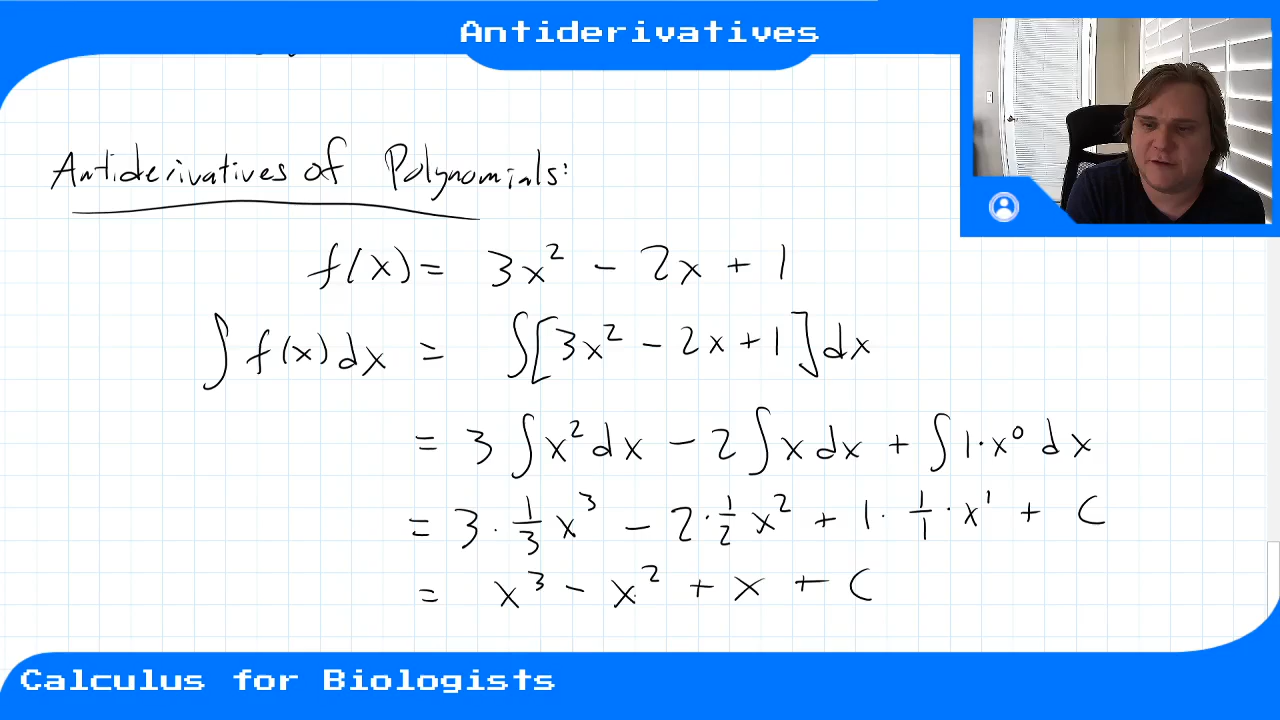 Antiderivatives
Antiderivatives of Polynomials:
f(x) = 3x² - 2x + 1
∫ f(x) dx = ∫[3x² - 2x + 1] dx
= 3 ∫ x² dx - 2 ∫ x dx + ∫ 1·x⁰ dx
= 3 · 1/3 x³ - 2 · 1/2 x² + 1 · 1/1 · x¹ + C
= x³ - x² + x + C
Calculus for Biologists